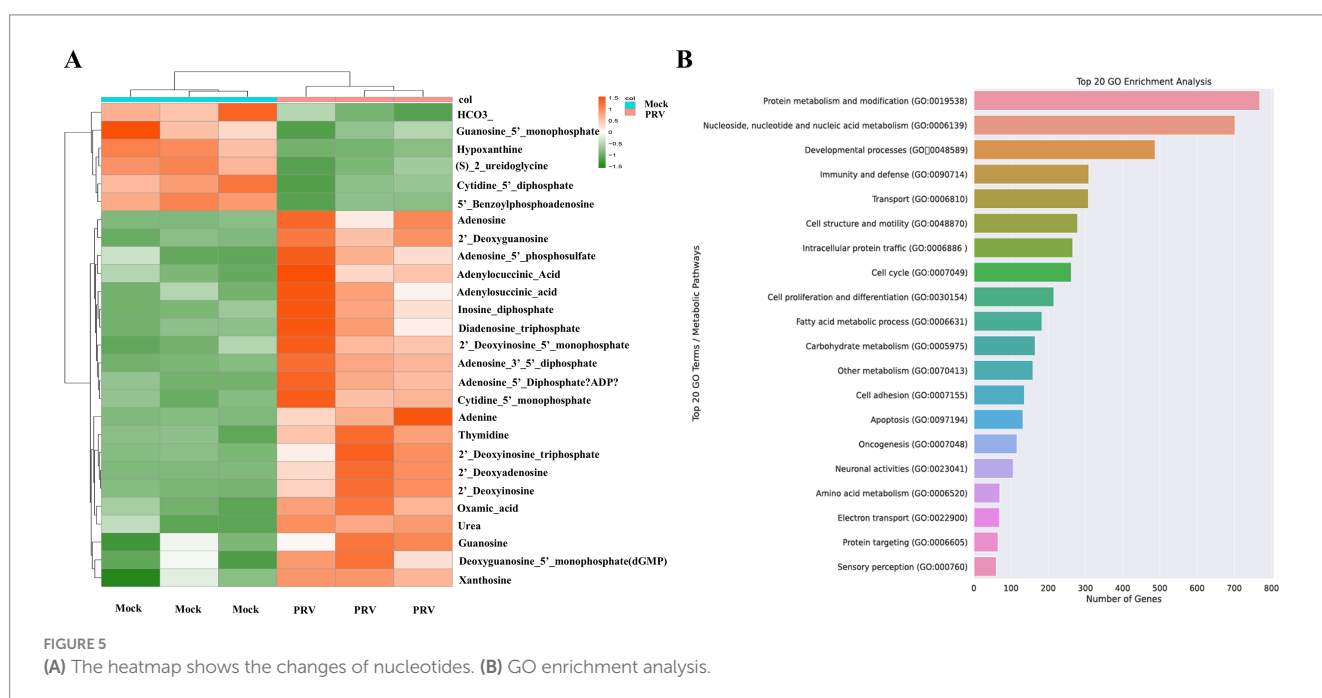 A
col
HCO3_
Guanosine_5’_monophosphate
Hypoxanthine
(S)_2_ureidoglycine
Cytidine_5’_diphosphate
5’_Benzoylphosphoadenosine
Adenosine
2’_Deoxyguanosine
Adenosine_5’_phosphosulfate
Adenylocuccinic_Acid
Adenylosuccinic_acid
Inosine_diphosphate
Diadenosine_triphosphate
2’_Deoxyinosine_5’_monophosphate
Adenosine_3’_5’_diphosphate
Adenosine_5’_Diphosphate?ADP?
Cytidine_5’_monophosphate
Adenine
Thymidine
2’_Deoxyinosine_triphosphate
2’_Deoxyadenosine
2’_Deoxyinosine
Oxamic_acid
Urea
Guanosine
Deoxyguanosine_5’_monophosphate(dGMP)
Xanthosine
Mock Mock Mock PRV PRV PRV
1.5
1
0.5
0
−0.5
−1
−1.5
col
Mock
PRV
B
Top 20 GO Enrichment Analysis
Top 20 GO Terms / Metabolic Pathways
Protein metabolism and modification (GO:0019538)
Nucleoside, nucleotide and nucleic acid metabolism (GO:0006139)
Developmental processes (GO▯0048589)
Immunity and defense (GO:0090714)
Transport (GO:0006810)
Cell structure and motility (GO:0048870)
Intracellular protein traffic (GO:0006886 )
Cell cycle (GO:0007049)
Cell proliferation and differentiation (GO:0030154)
Fatty acid metabolic process (GO:0006631)
Carbohydrate metabolism (GO:0005975)
Other metabolism (GO:0070413)
Cell adhesion (GO:0007155)
Apoptosis (GO:0097194)
Oncogenesis (GO:0007048)
Neuronal activities (GO:0023041)
Amino acid metabolism (GO:0006520)
Electron transport (GO:0022900)
Protein targeting (GO:0006605)
Sensory perception (GO:000760)
0 100 200 300 400 500 600 700 800
Number of Genes
FIGURE 5
(A) The heatmap shows the changes of nucleotides. (B) GO enrichment analysis.